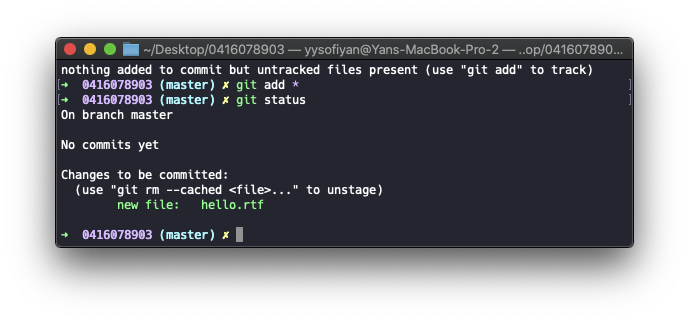 ~/Desktop/0416078903 — yysofiyan@Yans-MacBook-Pro-2 — ..op/041607890...
nothing added to commit but untracked files present (use "git add" to track)
[➜  0416078903 (master) ✗ git add * ]
[➜  0416078903 (master) ✗ git status ]
On branch master
No commits yet
Changes to be committed:
(use "git rm --cached <file>..." to unstage)
new file:   hello.rtf
➜  0416078903 (master) ✗